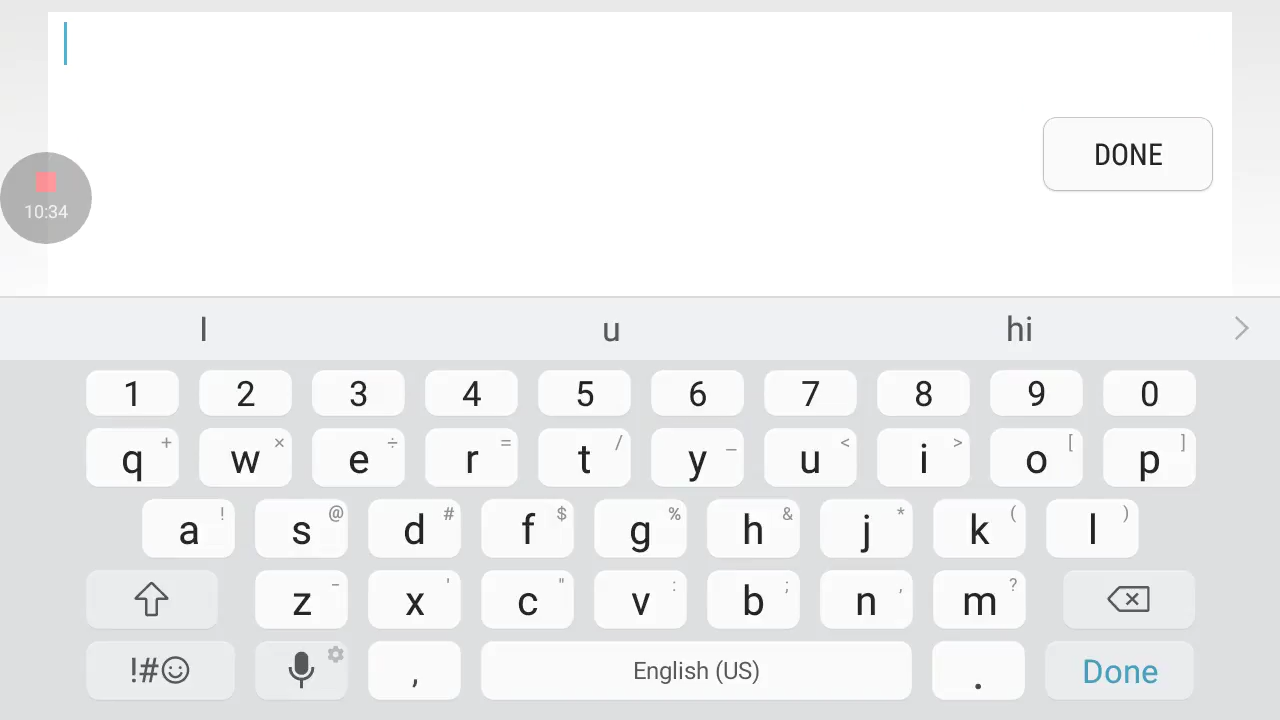 DONE
10:34
I u hi
1 2 3 4 5 6 7 8 9 0
q + w × e ÷ r = t / y _ u < i > o [ p ]
a ! s @ d # f $ g % h & j * k ( l )
z - x ' c " v : b ; n , m ?
!#☺ , English (US) . Done